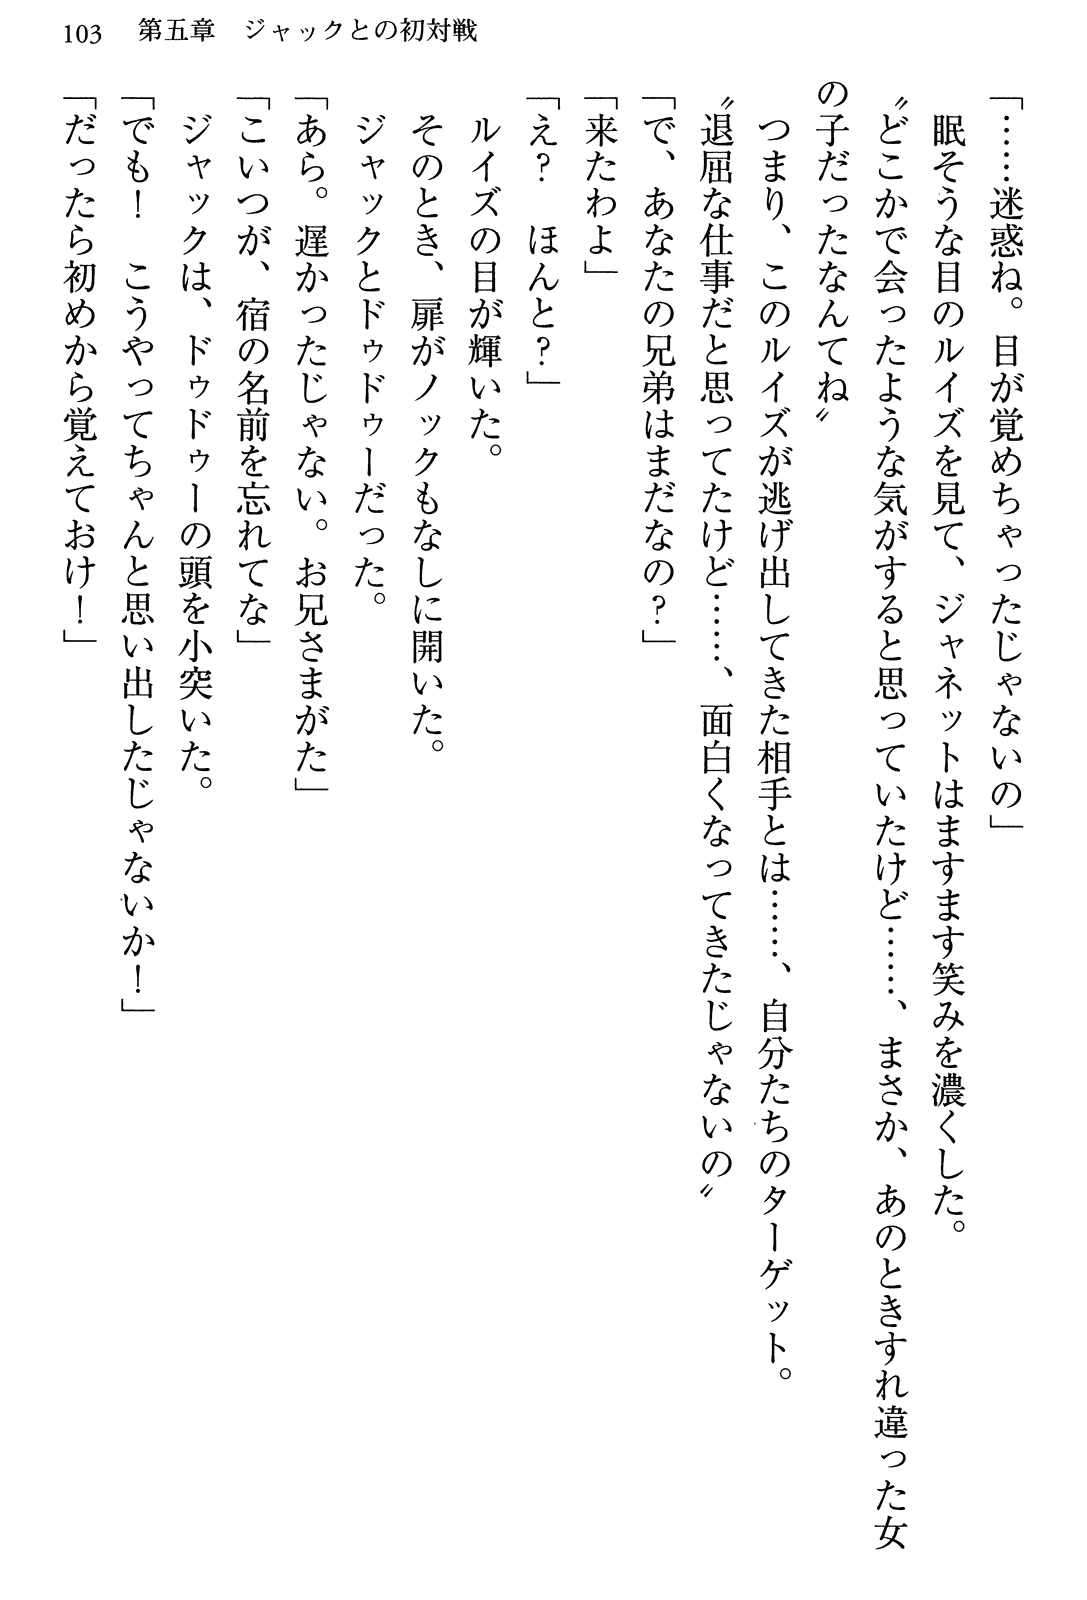 103　第五章　ジャックとの初対戦
「……迷惑ね。目が覚めちゃったじゃないの」
　眠そうな目のルイズを見て、ジャネットはますます笑みを濃くした。
〝どこかで会ったような気がすると思っていたけど……、まさか、あのときすれ違った女
の子だったなんてね〟
　つまり、このルイズが逃げ出してきた相手とは……、自分たちのターゲット。
〝退屈な仕事だと思ってたけど……、面白くなってきたじゃないの〟
「で、あなたの兄弟はまだなの？」
「来たわよ」
「え？　ほんと？」
　ルイズの目が輝いた。
　そのとき、扉がノックもなしに開いた。
　ジャックとドゥドゥーだった。
「あら。遅かったじゃない。お兄さまがた」
「こいつが、宿の名前を忘れてな」
　ジャックは、ドゥドゥーの頭を小突いた。
「でも！　こうやってちゃんと思い出したじゃないか！」
「だったら初めから覚えておけ！」